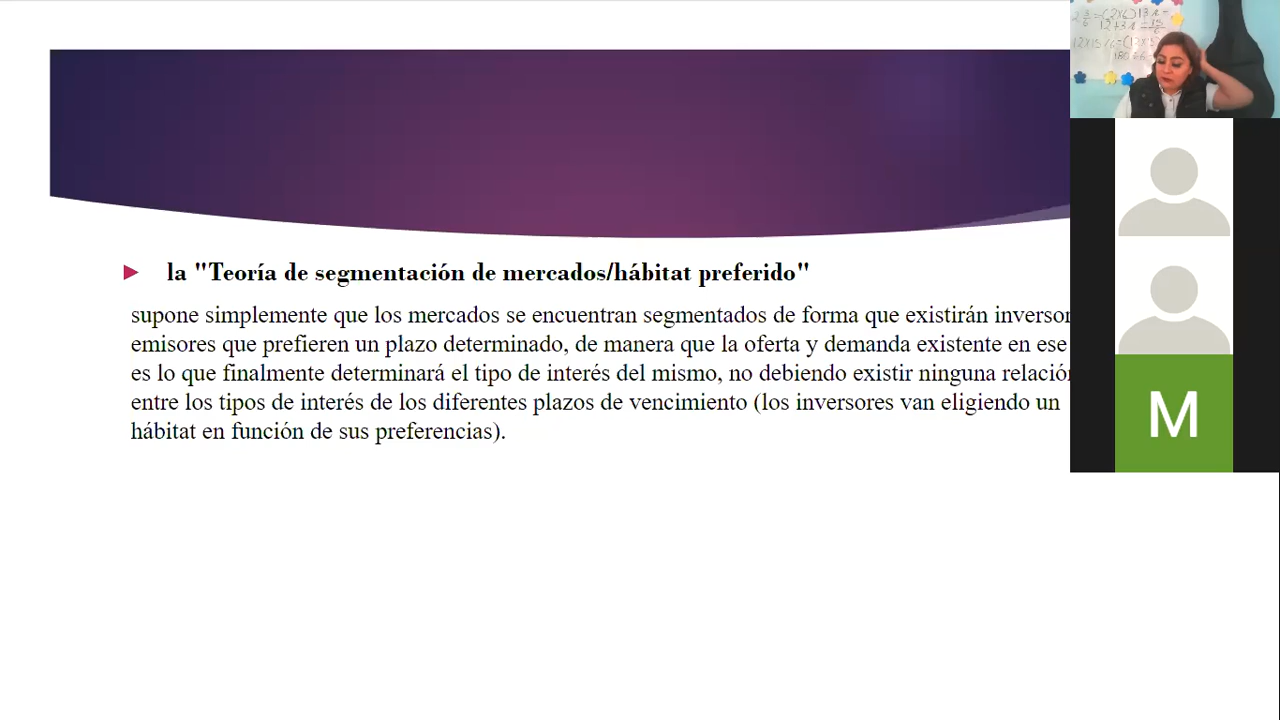 la "Teoría de segmentación de mercados/hábitat preferido"
supone simplemente que los mercados se encuentran segmentados de forma que existirán
emisores que prefieren un plazo determinado, de manera que la oferta y demanda existente en ese
es lo que finalmente determinará el tipo de interés del mismo, no debiendo existir ninguna
entre los tipos de interés de los diferentes plazos de vencimiento (los inversores van eligiendo un
hábitat en función de sus preferencias).
M